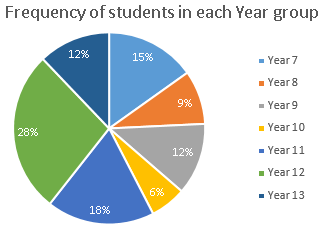 Frequency of students in each Year group
12%
15%
9%
12%
6%
18%
28%
Year 7
Year 8
Year 9
Year 10
Year 11
Year 12
Year 13